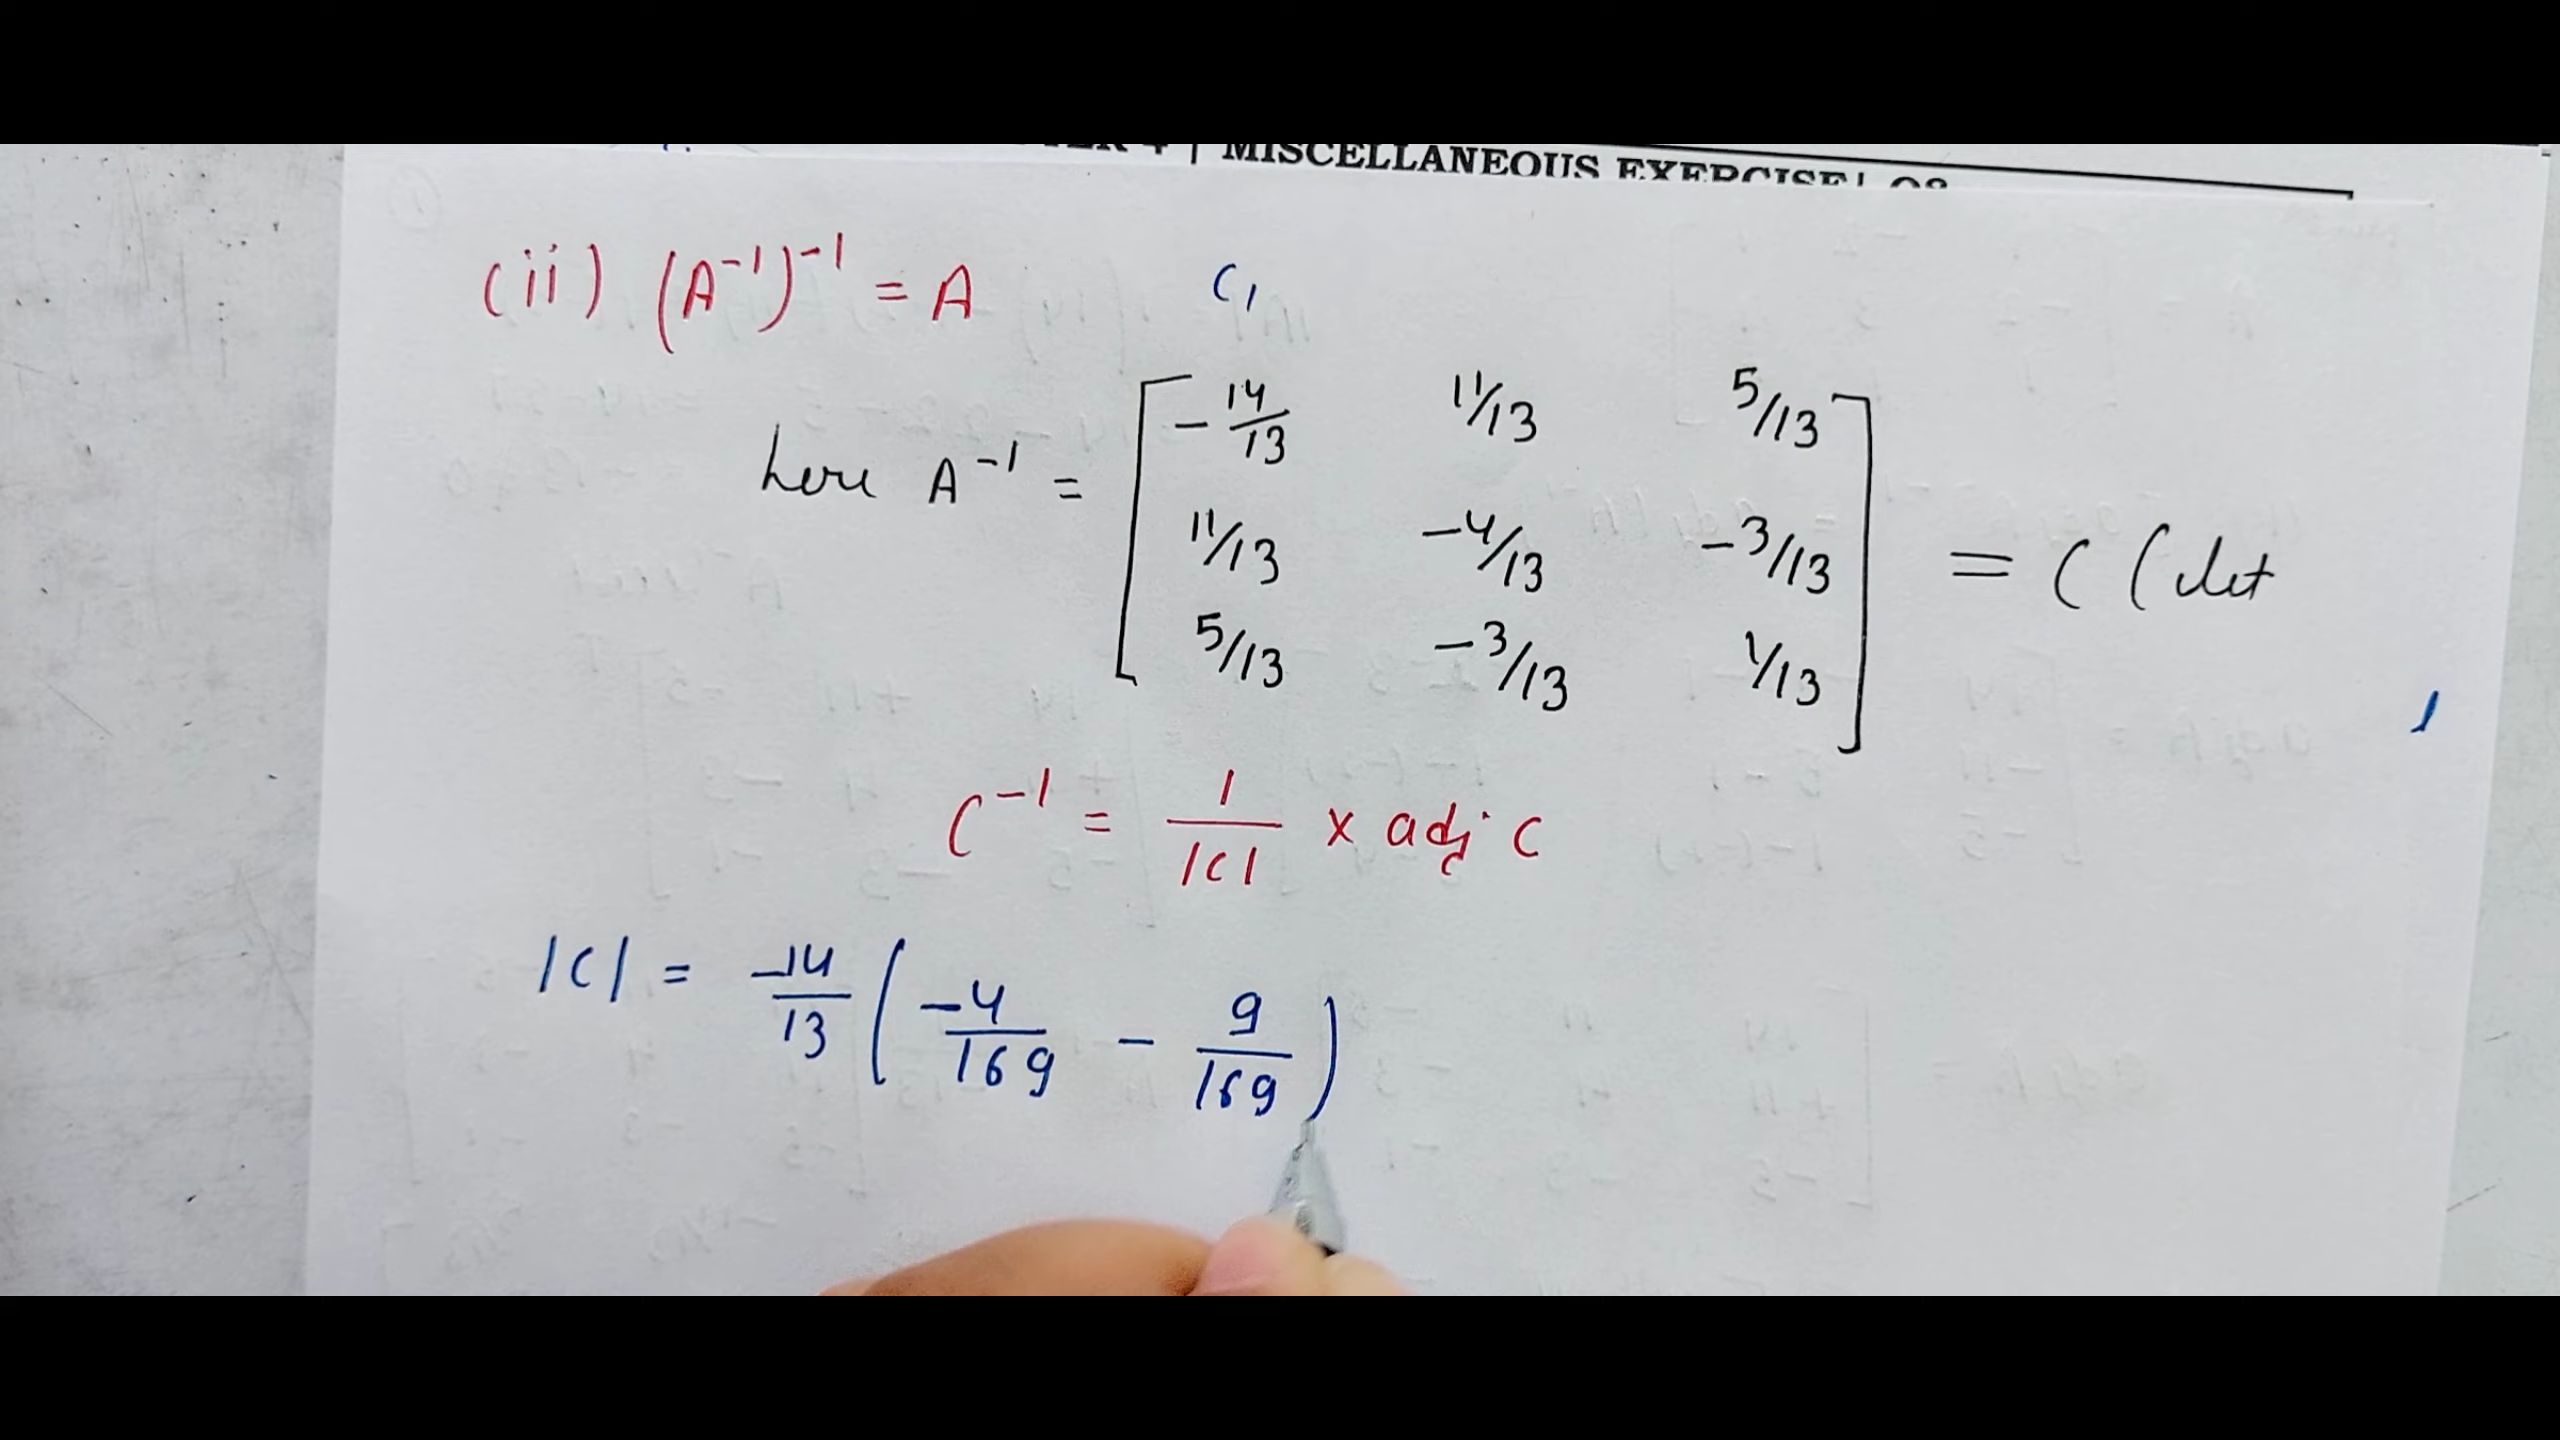 | MISCELLANEOUS EXERCISE| Q8
(ii) (A⁻¹)⁻¹ = A C₁
-14/13 11/13 5/13
here A⁻¹ =
11/13 -4/13 -3/13 = C (let
5/13 -3/13 1/13
C⁻¹ = 1/|C| x adj C
|C| = -14/13 ( -4/169 - 9/169 )